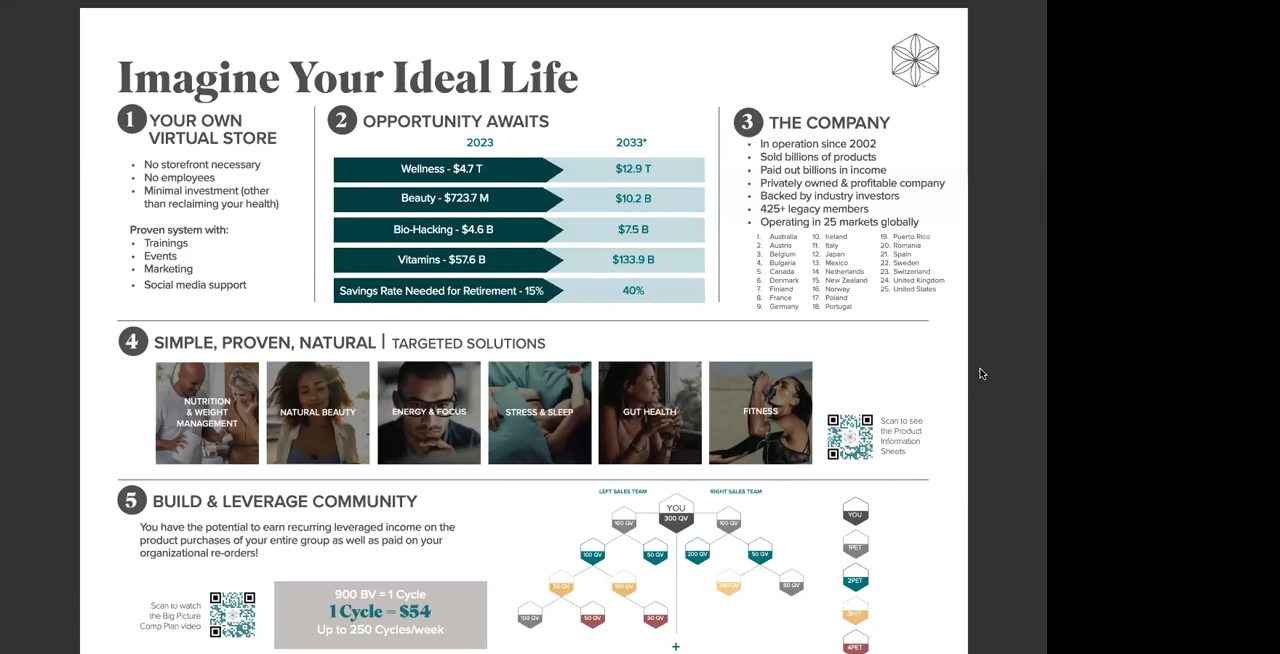 Imagine Your Ideal Life
1 YOUR OWN
VIRTUAL STORE
• No storefront necessary
• No employees
• Minimal investment (other
than reclaiming your health)
Proven system with:
• Trainings
• Events
• Marketing
• Social media support
2 OPPORTUNITY AWAITS
2023 2033*
Wellness - $4.7 T $12.9 T
Beauty - $723.7 M $10.2 B
Bio-Hacking - $4.6 B $7.5 B
Vitamins - $57.6 B $133.9 B
Savings Rate Needed for Retirement - 15% 40%
3 THE COMPANY
• In operation since 2002
• Sold billions of products
• Paid out billions in income
• Privately owned & profitable company
• Backed by industry investors
• 425+ legacy members
• Operating in 25 markets globally
1. Australia
2. Austria
3. Belgium
4. Bulgaria
5. Canada
6. Denmark
7. Finland
8. France
9. Germany
10. Ireland
11. Italy
12. Japan
13. Mexico
14. Netherlands
15. New Zealand
16. Norway
17. Poland
18. Portugal
19. Puerto Rico
20. Romania
21. Spain
22. Sweden
23. Switzerland
24. United Kingdom
25. United States
4 SIMPLE, PROVEN, NATURAL | TARGETED SOLUTIONS
NUTRITION
& WEIGHT
MANAGEMENT
NATURAL BEAUTY
ENERGY & FOCUS
STRESS & SLEEP
GUT HEALTH
FITNESS
Scan to see
the Product
Information
Sheets
5 BUILD & LEVERAGE COMMUNITY
You have the potential to earn recurring leveraged income on the
product purchases of your entire group as well as paid on your
organizational re-orders!
Scan to watch
the Big Picture
Comp Plan video
900 BV = 1 Cycle
1 Cycle = $54
Up to 250 Cycles/week
LEFT SALES TEAM RIGHT SALES TEAM
YOU
300 QV
100 QV 100 QV
100 QV 50 QV 200 QV 50 QV
50 QV 100 QV 200 QV 50 QV
100 QV 50 QV 50 QV
+
YOU
1PET
2PET
3PET
4PET